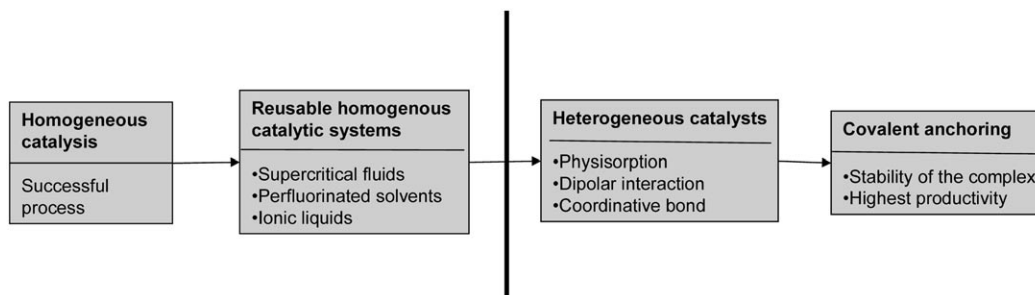 Homogeneous
catalysis
Successful
process
Reusable homogenous
catalytic systems
•Supercritical fluids
•Perfluorinated solvents
•Ionic liquids
Heterogeneous catalysts
•Physisorption
•Dipolar interaction
•Coordinative bond
Covalent anchoring
•Stability of the complex
•Highest productivity